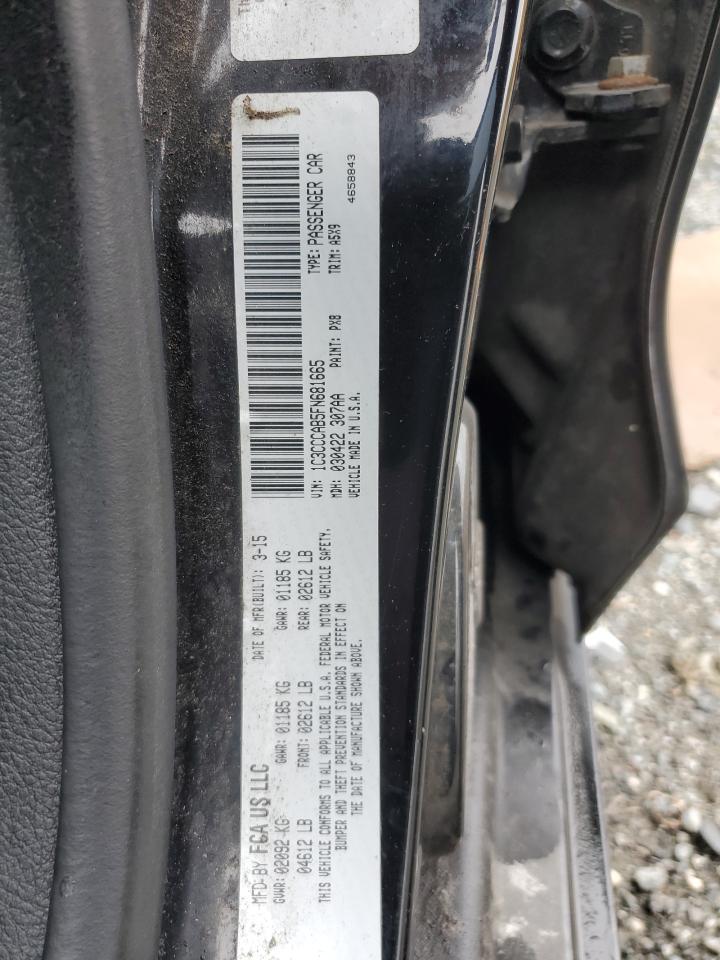 MFD BY FCA US LLC DATE OF MFR(BUILT): 3-15
GVWR: 02092 KG GAWR: 01185 KG GAWR: 01185 KG
04612 LB FRONT: 02612 LB REAR: 02612 LB
THIS VEHICLE CONFORMS TO ALL APPLICABLE U.S.A. FEDERAL MOTOR VEHICLE SAFETY,
BUMPER AND THEFT PREVENTION STANDARDS IN EFFECT ON
THE DATE OF MANUFACTURE SHOWN ABOVE.
VIN: 1C3CCCAB5FN681665 TYPE: PASSENGER CAR
MDH: 030422 307AA PAINT: PX8 TRIM: A5X9
VEHICLE MADE IN U.S.A. 4658843